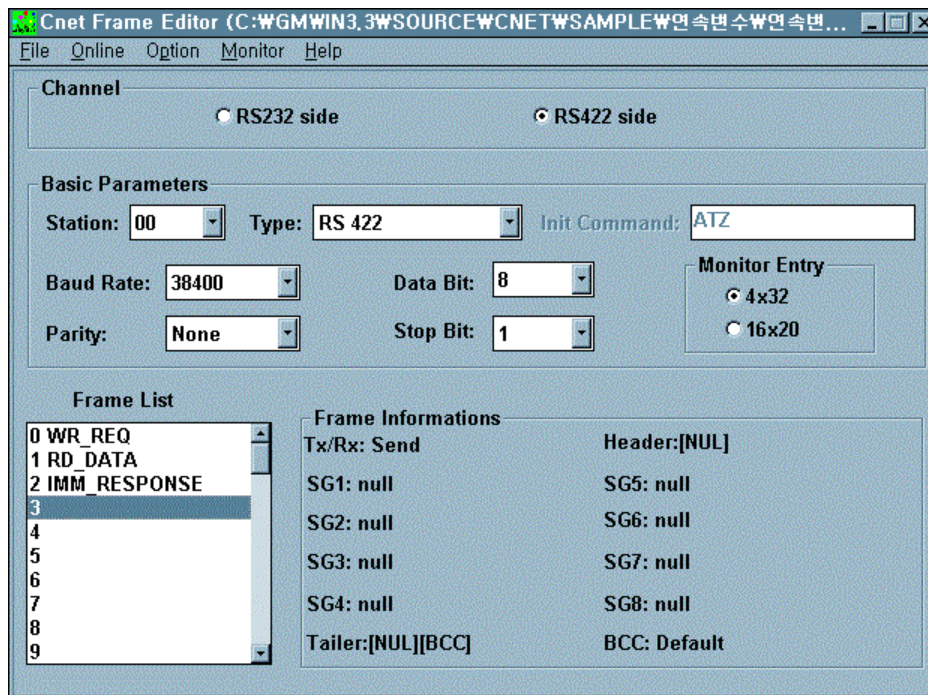 Cnet Frame Editor (C:₩GMWIN3.3₩SOURCE₩CNET₩SAMPLE₩연속변수₩연속변...
File Online Option Monitor Help
Channel
RS232 side RS422 side
Basic Parameters
Station: 00 Type: RS 422 Init Command: ATZ
Baud Rate: 38400 Data Bit: 8 Monitor Entry
4x32
Parity: None Stop Bit: 1 16x20
Frame List
0 WR_REQ
1 RD_DATA
2 IMM_RESPONSE
3
4
5
6
7
8
9
Frame Informations
Tx/Rx: Send Header:[NUL]
SG1: null SG5: null
SG2: null SG6: null
SG3: null SG7: null
SG4: null SG8: null
Tailer:[NUL][BCC] BCC: Default